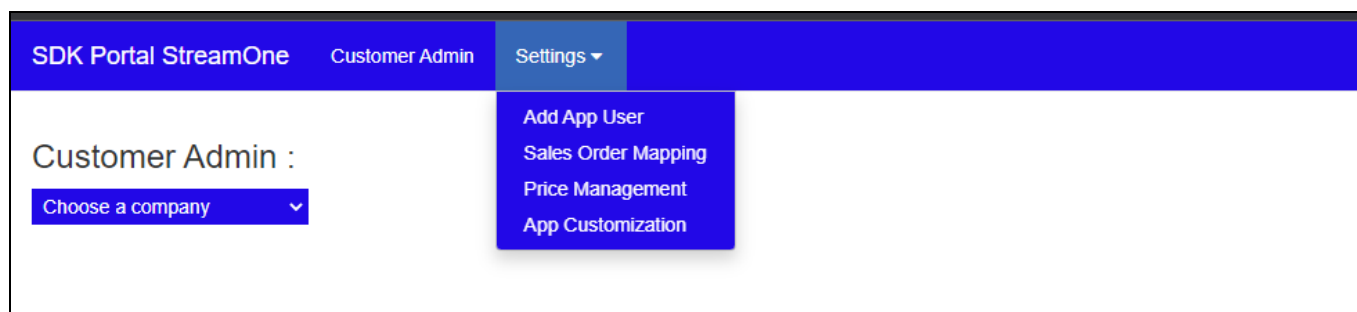 SDK Portal StreamOne Customer Admin Settings
Add App User
Sales Order Mapping
Price Management
App Customization
Customer Admin :
Choose a company